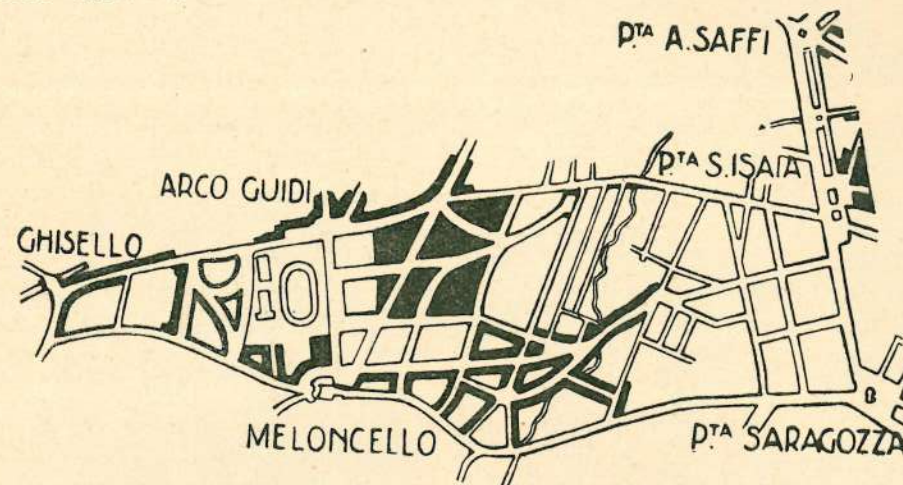 PTA A. SAFFI
PTA S. ISAIA
ARCO GUIDI
GHISELLO
MELONCELLO
PTA SARAGOZZA